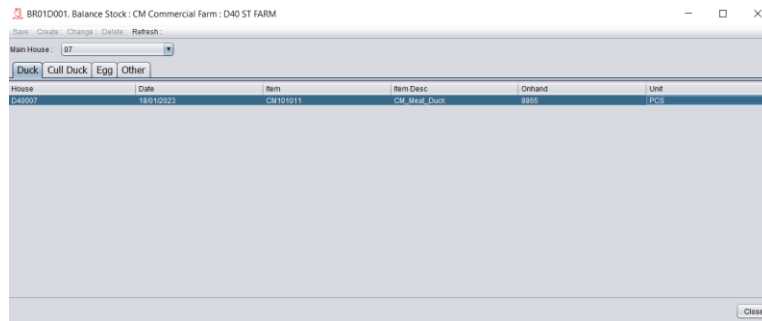 BR01D001. Balance Stock : CM Commercial Farm : D40 ST FARM
Save : Create : Change : Delete : Refresh :
Main House : 07
Duck Cull Duck Egg Other
House Date Item Item Desc Onhand Unit
D40007 18/01/2023 CM101011 CM_Meat_Duck 8865 PCS
Close